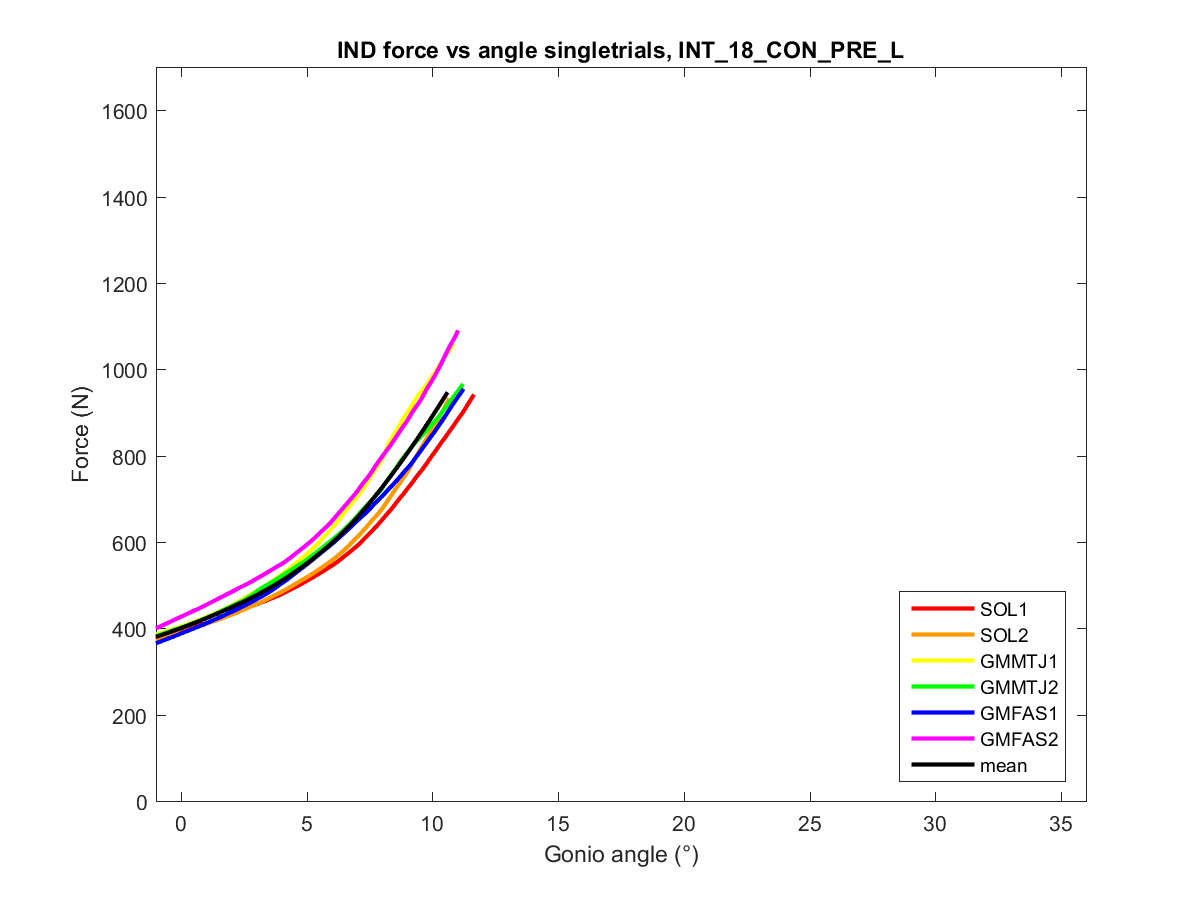 IND force vs angle singletrials, INT_18_CON_PRE_L
1600
1400
1200
1000
800
600
400
200
0
Force (N)
0 5 10 15 20 25 30 35
Gonio angle (°)
SOL1
SOL2
GMMTJ1
GMMTJ2
GMFAS1
GMFAS2
mean